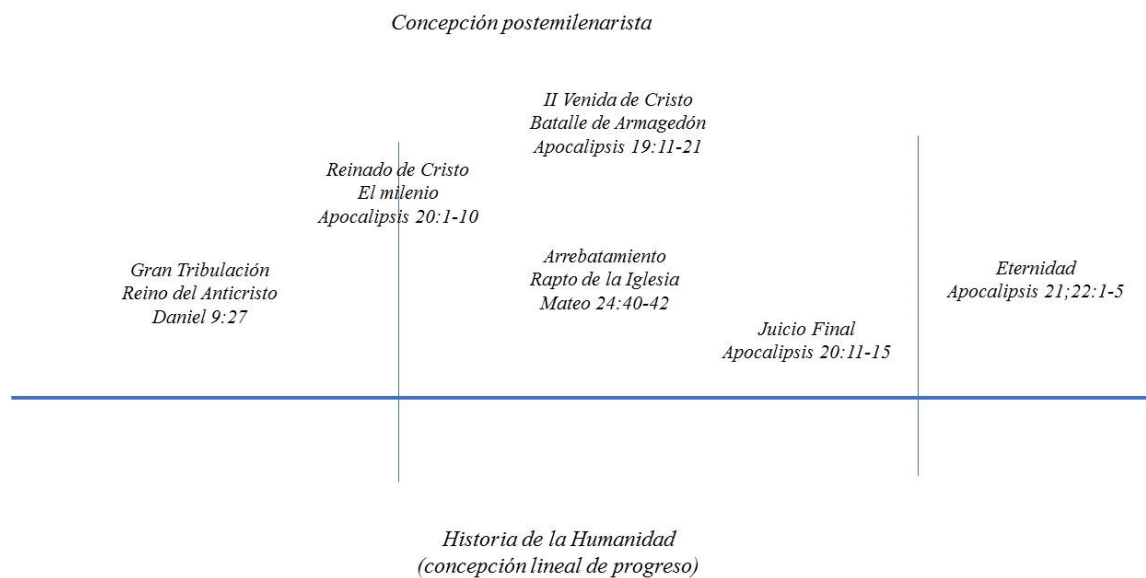 Concepción postemilenarista
II Venida de Cristo
Batalle de Armagedón
Apocalipsis 19:11-21
Reinado de Cristo
El milenio
Apocalipsis 20:1-10
Gran Tribulación
Reino del Anticristo
Daniel 9:27
Arrebatamiento
Rapto de la Iglesia
Mateo 24:40-42
Juicio Final
Apocalipsis 20:11-15
Eternidad
Apocalipsis 21;22:1-5
Historia de la Humanidad
(concepción lineal de progreso)